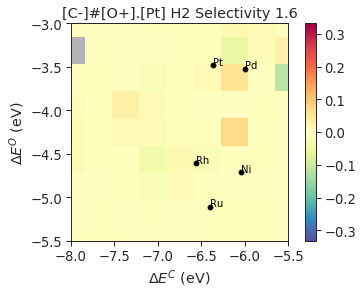 [C-]#[O+].[Pt] H2 Selectivity 1.6
−3.0
−3.5
−4.0
−4.5
−5.0
−5.5
ΔE^O (eV)
Pt
Pd
Rh
Ni
Ru
−8.0 −7.5 −7.0 −6.5 −6.0 −5.5
ΔE^C (eV)
0.3
0.2
0.1
0.0
−0.1
−0.2
−0.3